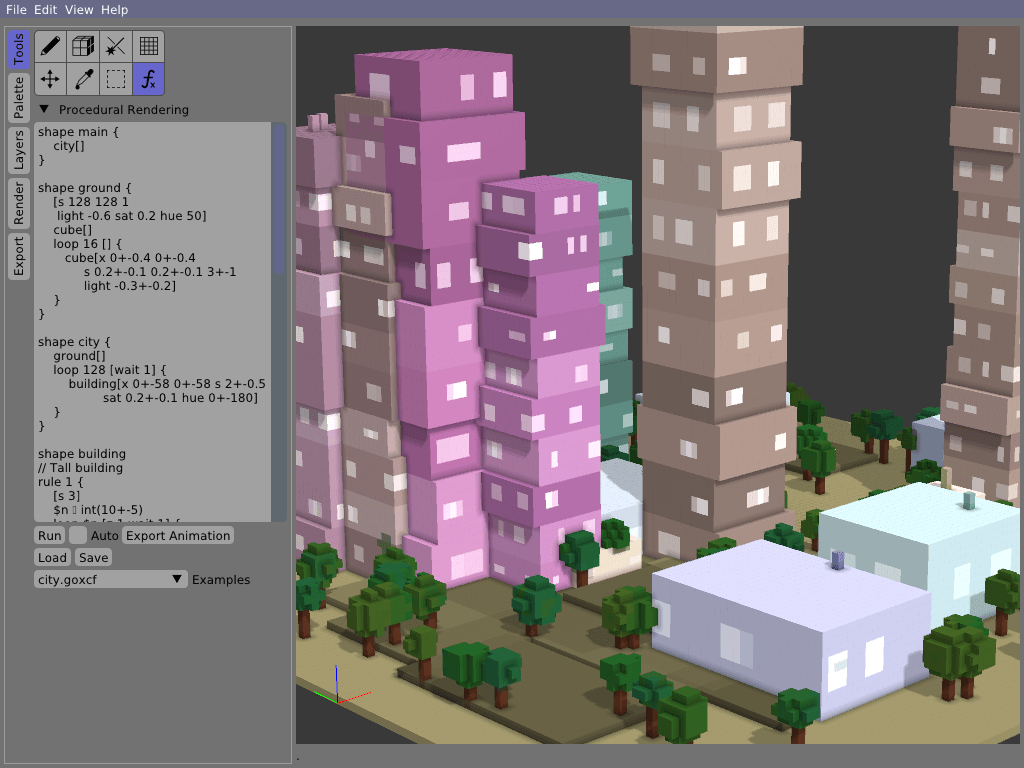 File Edit View Help
Tools
Palette
Layers
Render
Export
Procedural Rendering
shape main {
city[]
}
shape ground {
[s 128 128 1
light -0.6 sat 0.2 hue 50]
cube[]
loop 16 [] {
cube[x 0+-0.4 0+-0.4
s 0.2+-0.1 0.2+-0.1 3+-1
light -0.3+-0.2]
}
}
shape city {
ground[]
loop 128 [wait 1] {
building[x 0+-58 0+-58 s 2+-0.5
sat 0.2+-0.1 hue 0+-180]
}
}
shape building
// Tall building
rule 1 {
[s 3]
$n ▯ int(10+-5)
Run Auto Export Animation
Load Save
city.goxcf Examples